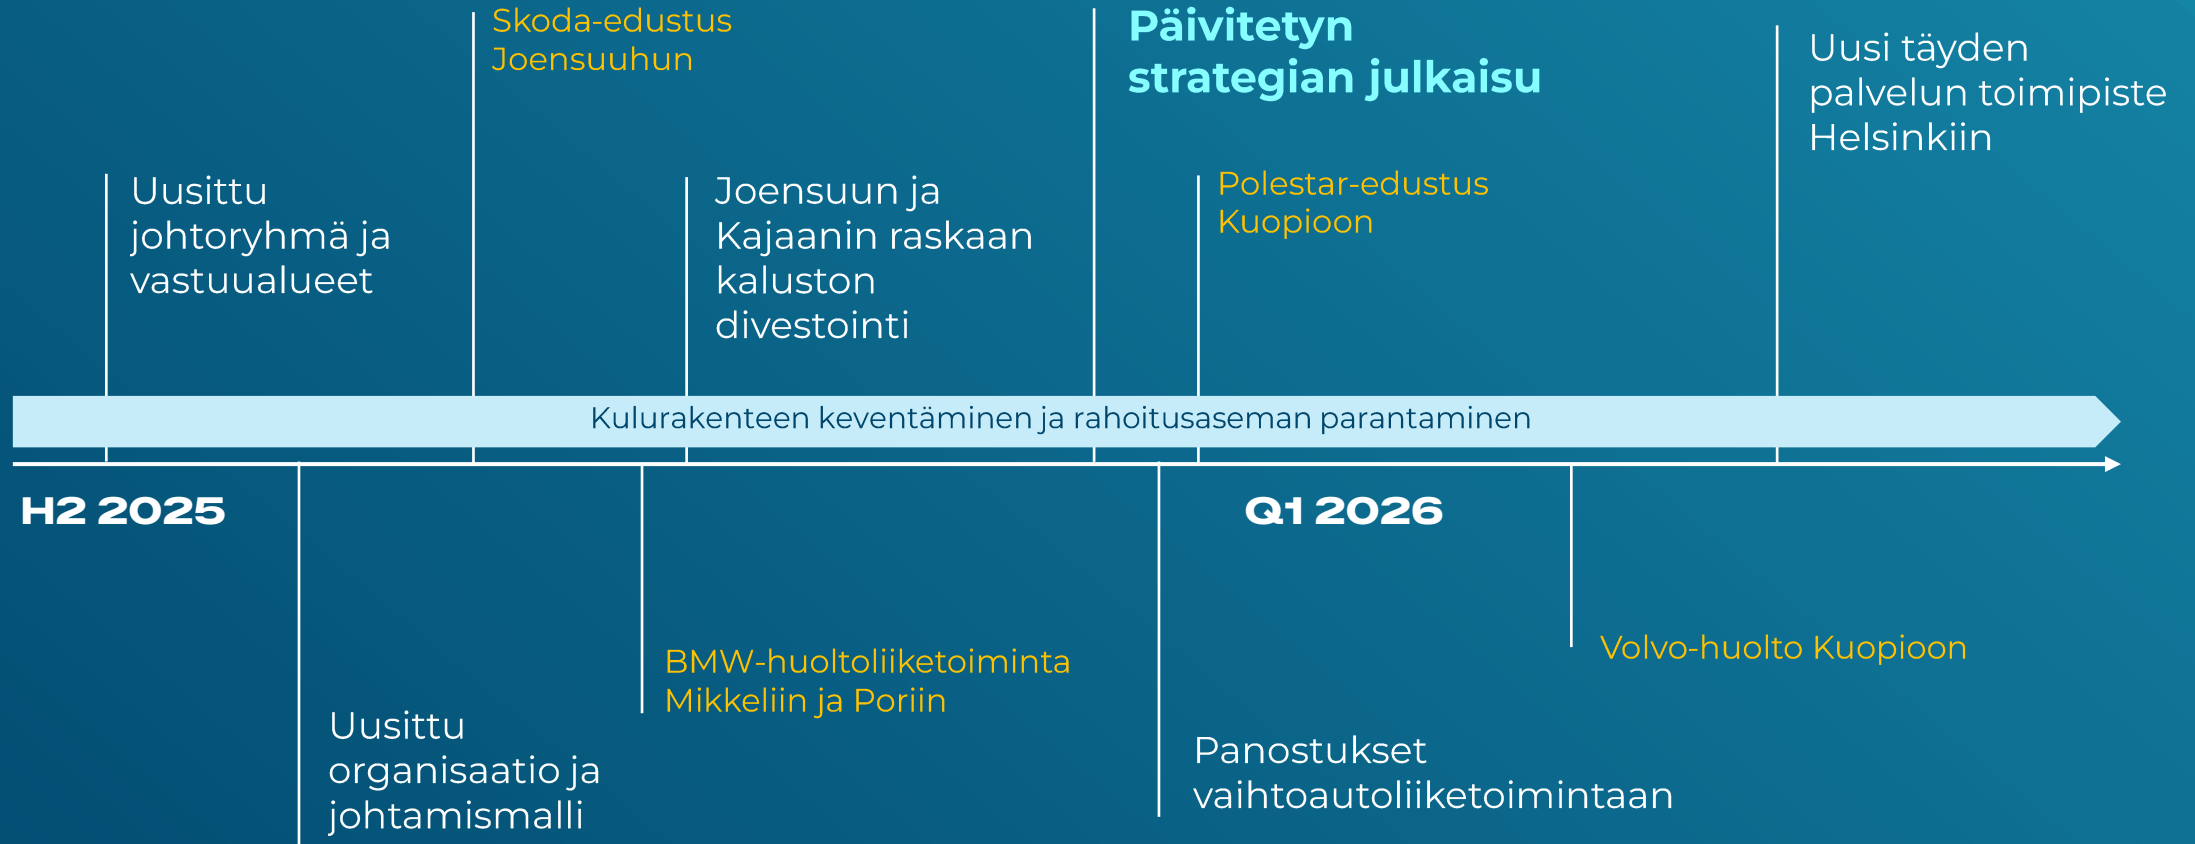 Skoda-edustus
Joensuuhun
Päivitetyn
strategian julkaisu
Uusi täyden
palvelun toimipiste
Helsinkiin
Uusittu
johtoryhmä ja
vastuualueet
Joensuun ja
Kajaanin raskaan
kaluston
divestointi
Polestar-edustus
Kuopioon
Kulurakenteen keventäminen ja rahoitusaseman parantaminen
H2 2025
Q1 2026
Uusittu
organisaatio ja
johtamismalli
BMW-huoltoliiketoiminta
Mikkeliin ja Poriin
Panostukset
vaihtoautoliiketoimintaan
Volvo-huolto Kuopioon